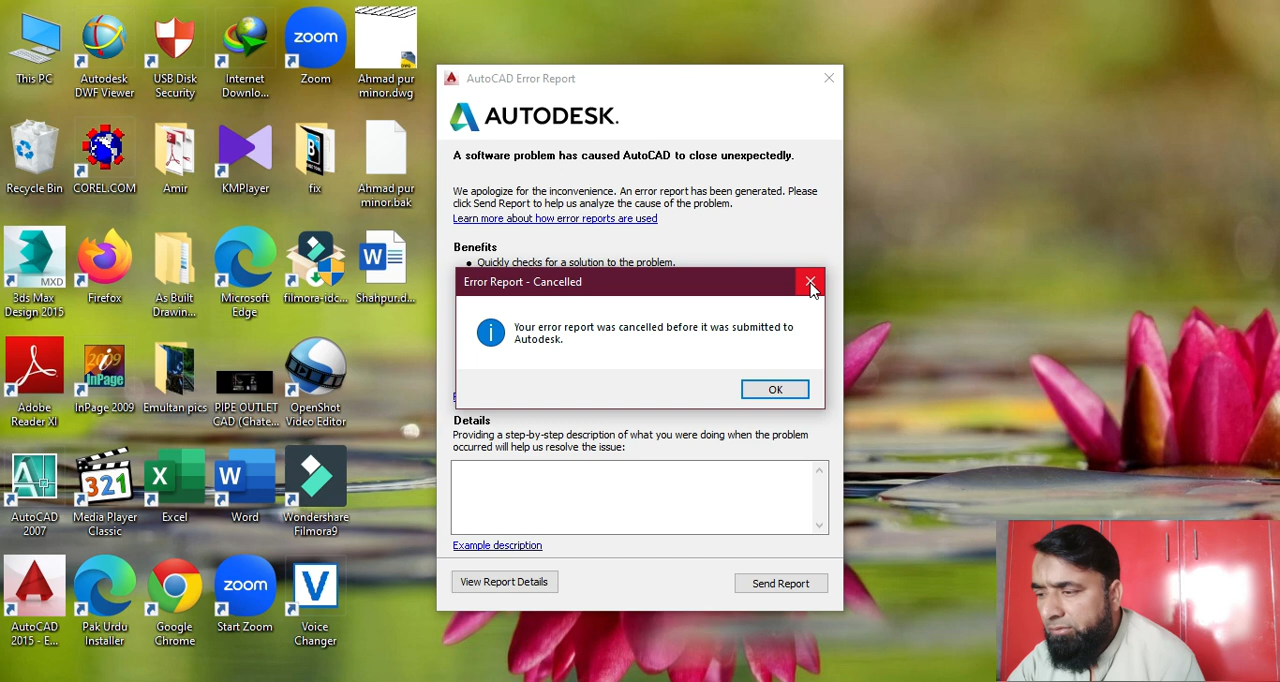 This PC
Autodesk
DWF Viewer
USB Disk
Security
Internet
Downlo...
zoom
Zoom
Ahmad pur
minor.dwg
Recycle Bin
COREL.COM
Amir
KMPlayer
fix
Ahmad pur
minor.bak
MXD
3ds Max
Design 2015
Firefox
As Built
Drawin...
Microsoft
Edge
filmora-idc...
W
Shahpur.d...
Adobe
Reader XI
2009
InPage
InPage 2009
Emultan pics
PIPE OUTLET
CAD (Chate...
OpenShot
Video Editor
AutoCAD
2007
321
Media Player
Classic
X
Excel
W
Word
Wondershare
Filmora9
AutoCAD
2015 - E...
Pak Urdu
Installer
Google
Chrome
zoom
Start Zoom
V
Voice
Changer
AutoCAD Error Report
AUTODESK.
A software problem has caused AutoCAD to close unexpectedly.
We apologize for the inconvenience. An error report has been generated. Please
click Send Report to help us analyze the cause of the problem.
Learn more about how error reports are used
Benefits
• Quickly checks for a solution to the problem.
Error Report - Cancelled
Your error report was cancelled before it was submitted to
Autodesk.
OK
Details
Providing a step-by-step description of what you were doing when the problem
occurred will help us resolve the issue:
Example description
View Report Details
Send Report